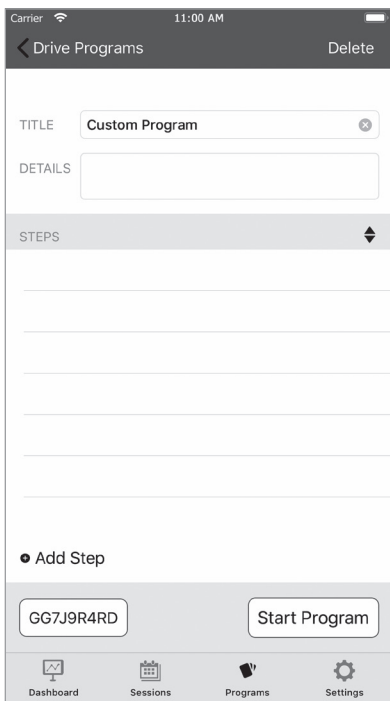 Carrier 11:00 AM
Drive Programs Delete
TITLE Custom Program
DETAILS
STEPS
Add Step
GG7J9R4RD Start Program
Dashboard Sessions Programs Settings